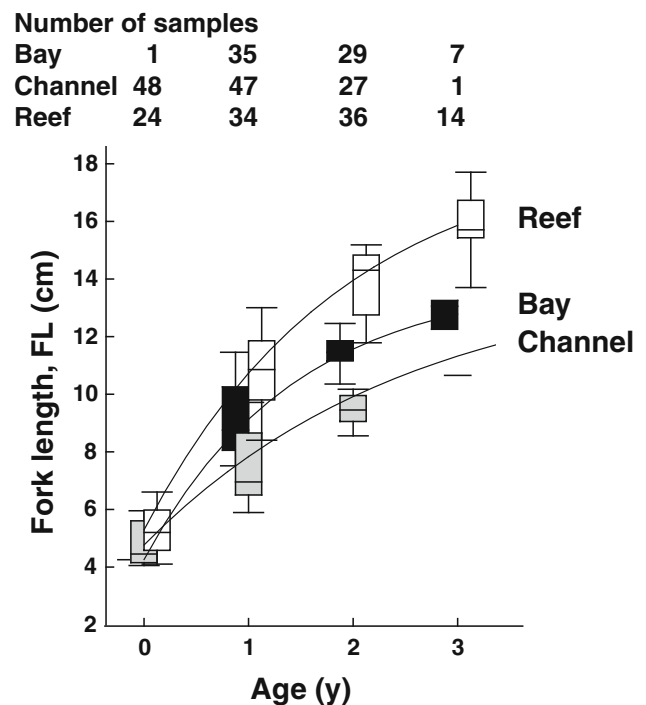 Number of samples
Bay 1 35 29 7
Channel 48 47 27 1
Reef 24 34 36 14
18
16
14
12
10
8
6
4
2
Fork length, FL (cm)
Reef
Bay
Channel
0 1 2 3
Age (y)